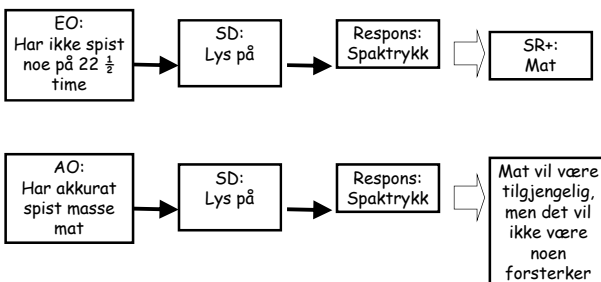 EO:
Har ikke spist
noe på 22 ½
time
SD:
Lys på
Respons:
Spaktrykk
SR+:
Mat
AO:
Har akkurat
spist masse
mat
SD:
Lys på
Respons:
Spaktrykk
Mat vil være
tilgjengelig,
men det vil
ikke være
noen
forsterker